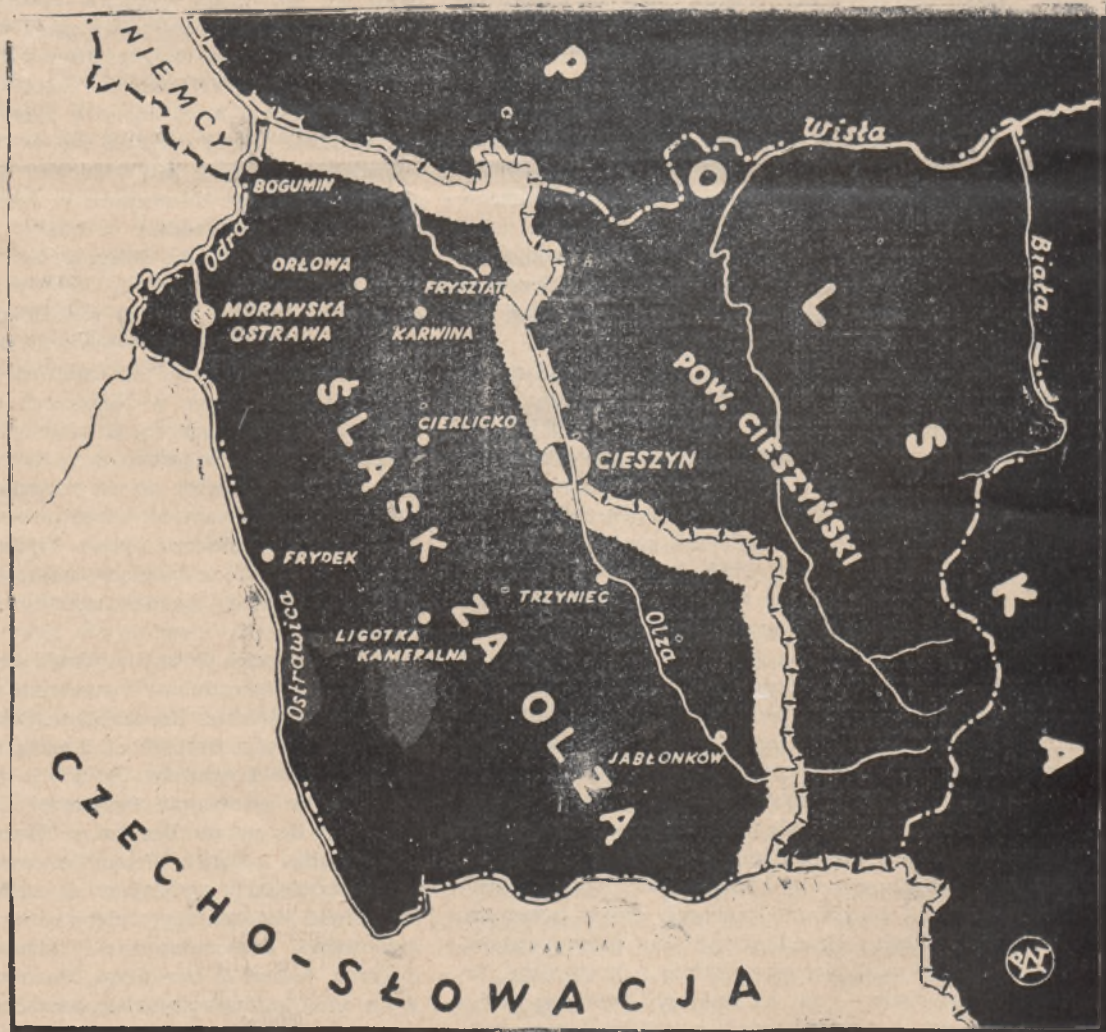 NIEMCY
POLSKA
Wisła
BOGUMIN
Odra
Biała
ORŁOWA
FRYSZTAT
MORAWSKA
OSTRAWA
KARWINA
POW. CIESZYŃSKI
ŚLĄSK ZA OLZĄ
CIERLICKO
CIESZYN
FRYDEK
TRZYNIEC
Ostrawica
LIGOTKA
KAMERALNA
Olza
JABŁONKÓW
CZECHO-SŁOWACJA